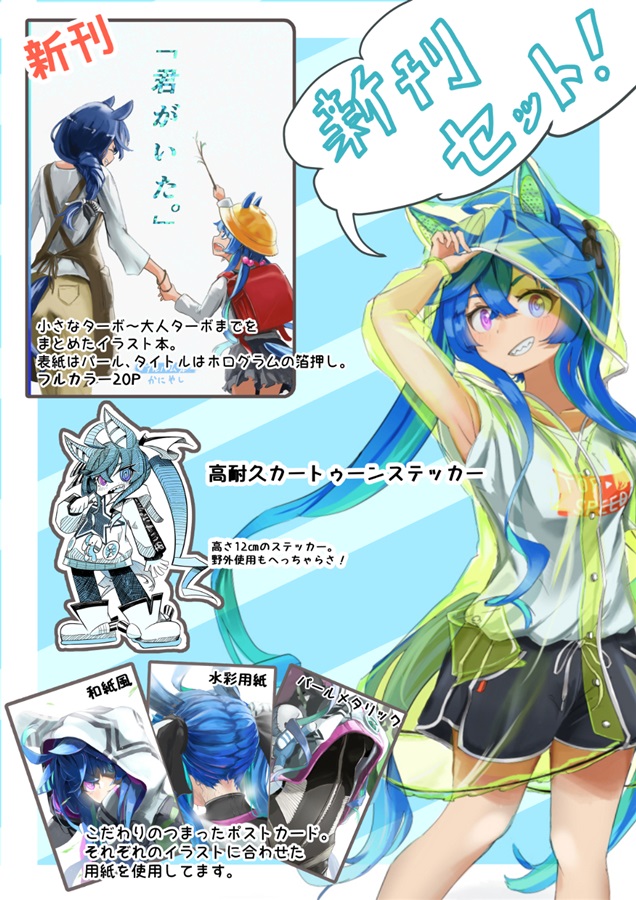 新刊
新刊
セット!
「君がいた。」
小さなターボ~大人ターボまでを
まとめたイラスト本。
表紙はパール、タイトルはホログラムの箔押し。
フルカラー20P
かにやし
高耐久カートゥーンステッカー
高さ12cmのステッカー。
野外使用もへっちゃらさ!
和紙風
水彩用紙
パールメタリック
こだわりのつまったポストカード。
それぞれのイラストに合わせた
用紙を使用してます。